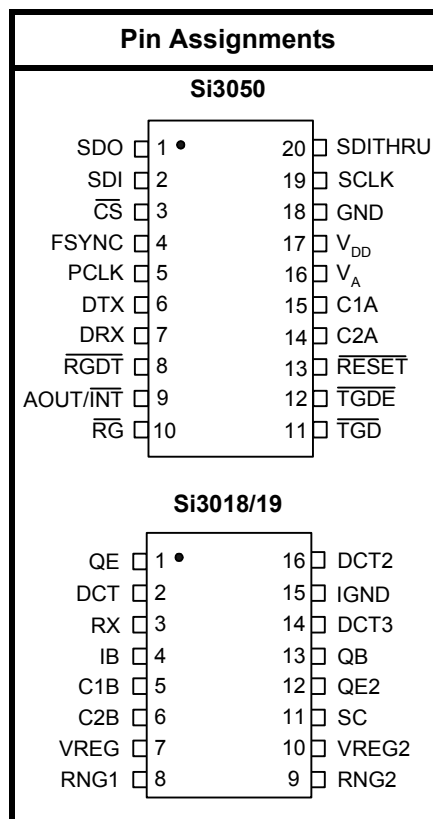 Pin Assignments
Si3050
SDO 1 20 SDITHRU
SDI 2 19 SCLK
CS 3 18 GND
FSYNC 4 17 VDD
PCLK 5 16 VA
DTX 6 15 C1A
DRX 7 14 C2A
RGDT 8 13 RESET
AOUT/INT 9 12 TGDE
RG 10 11 TGD
Si3018/19
QE 1 16 DCT2
DCT 2 15 IGND
RX 3 14 DCT3
IB 4 13 QB
C1B 5 12 QE2
C2B 6 11 SC
VREG 7 10 VREG2
RNG1 8 9 RNG2